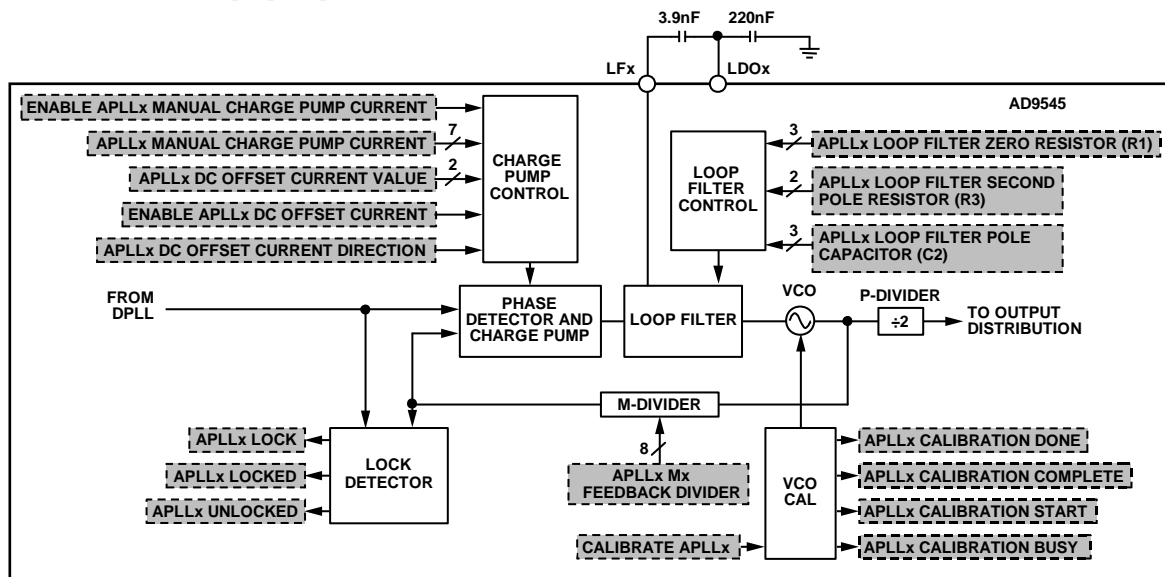 3.9nF
220nF
LFx
LDOx
AD9545
ENABLE APLLx MANUAL CHARGE PUMP CURRENT
APLLx MANUAL CHARGE PUMP CURRENT
7
APLLx DC OFFSET CURRENT VALUE
2
ENABLE APLLx DC OFFSET CURRENT
APLLx DC OFFSET CURRENT DIRECTION
CHARGE
PUMP
CONTROL
LOOP
FILTER
CONTROL
3
APLLx LOOP FILTER ZERO RESISTOR (R1)
2
APLLx LOOP FILTER SECOND
POLE RESISTOR (R3)
3
APLLx LOOP FILTER POLE
CAPACITOR (C2)
FROM
DPLL
PHASE
DETECTOR AND
CHARGE PUMP
LOOP FILTER
VCO
P-DIVIDER
÷2
TO OUTPUT
DISTRIBUTION
M-DIVIDER
8
APLLx Mx
FEEDBACK DIVIDER
APLLx LOCK
APLLx LOCKED
APLLx UNLOCKED
LOCK
DETECTOR
CALIBRATE APLLx
VCO
CAL
APLLx CALIBRATION DONE
APLLx CALIBRATION COMPLETE
APLLx CALIBRATION START
APLLx CALIBRATION BUSY